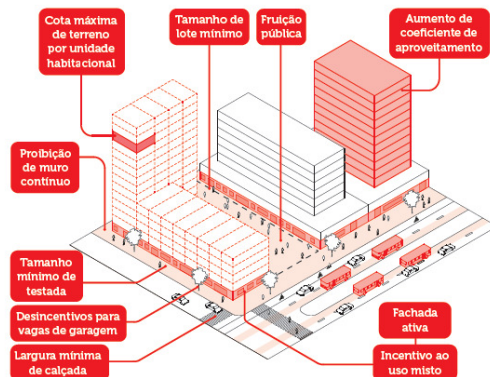 Cota máxima
de terreno
por unidade
habitacional
Tamanho de
lote mínimo
Fruição
pública
Aumento de
coeficiente de
aproveitamento
Proibição
de muro
contínuo
Tamanho
mínimo de
testada
Desincentivos para
vagas de garagem
Largura mínima
de calçada
Fachada
ativa
Incentivo ao
uso misto